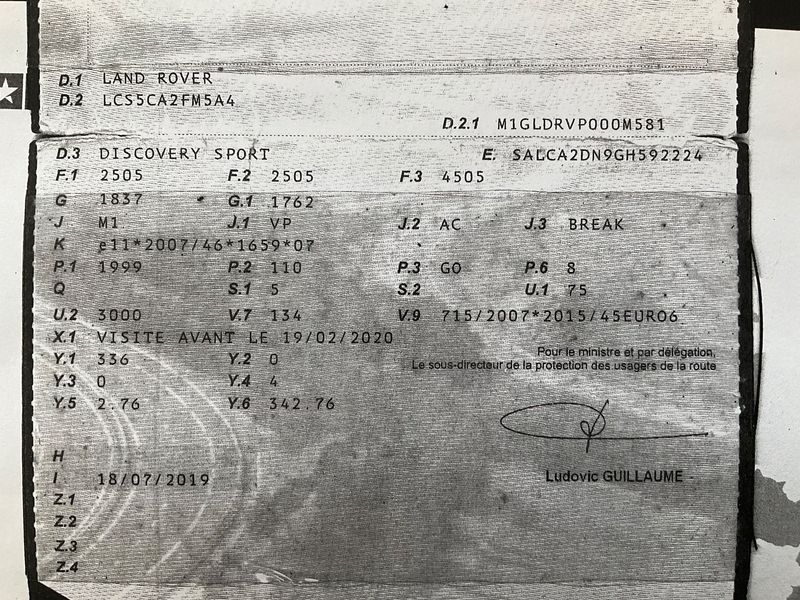 D.1 LAND ROVER
D.2 LCS5CA2FM5A4
D.2.1 M1GLDRVP000M581
D.3 DISCOVERY SPORT E. SALCA2DN9GH592224
F.1 2505 F.2 2505 F.3 4505
G 1837 G.1 1762
J M1 J.1 VP J.2 AC J.3 BREAK
K e11*2007/46*1659*07
P.1 1999 P.2 110 P.3 GO P.6 8
Q S.1 5 S.2 U.1 75
U.2 3000 V.7 134 V.9 715/2007*2015/45EURO6
X.1 VISITE AVANT LE 19/02/2020
Pour le ministre et par délégation,
Y.1 336 Y.2 0
Le sous-directeur de la protection des usagers de la route
Y.3 0 Y.4 4
Y.5 2.76 Y.6 342.76
H
I 18/07/2019
Ludovic GUILLAUME
Z.1
Z.2
Z.3
Z.4